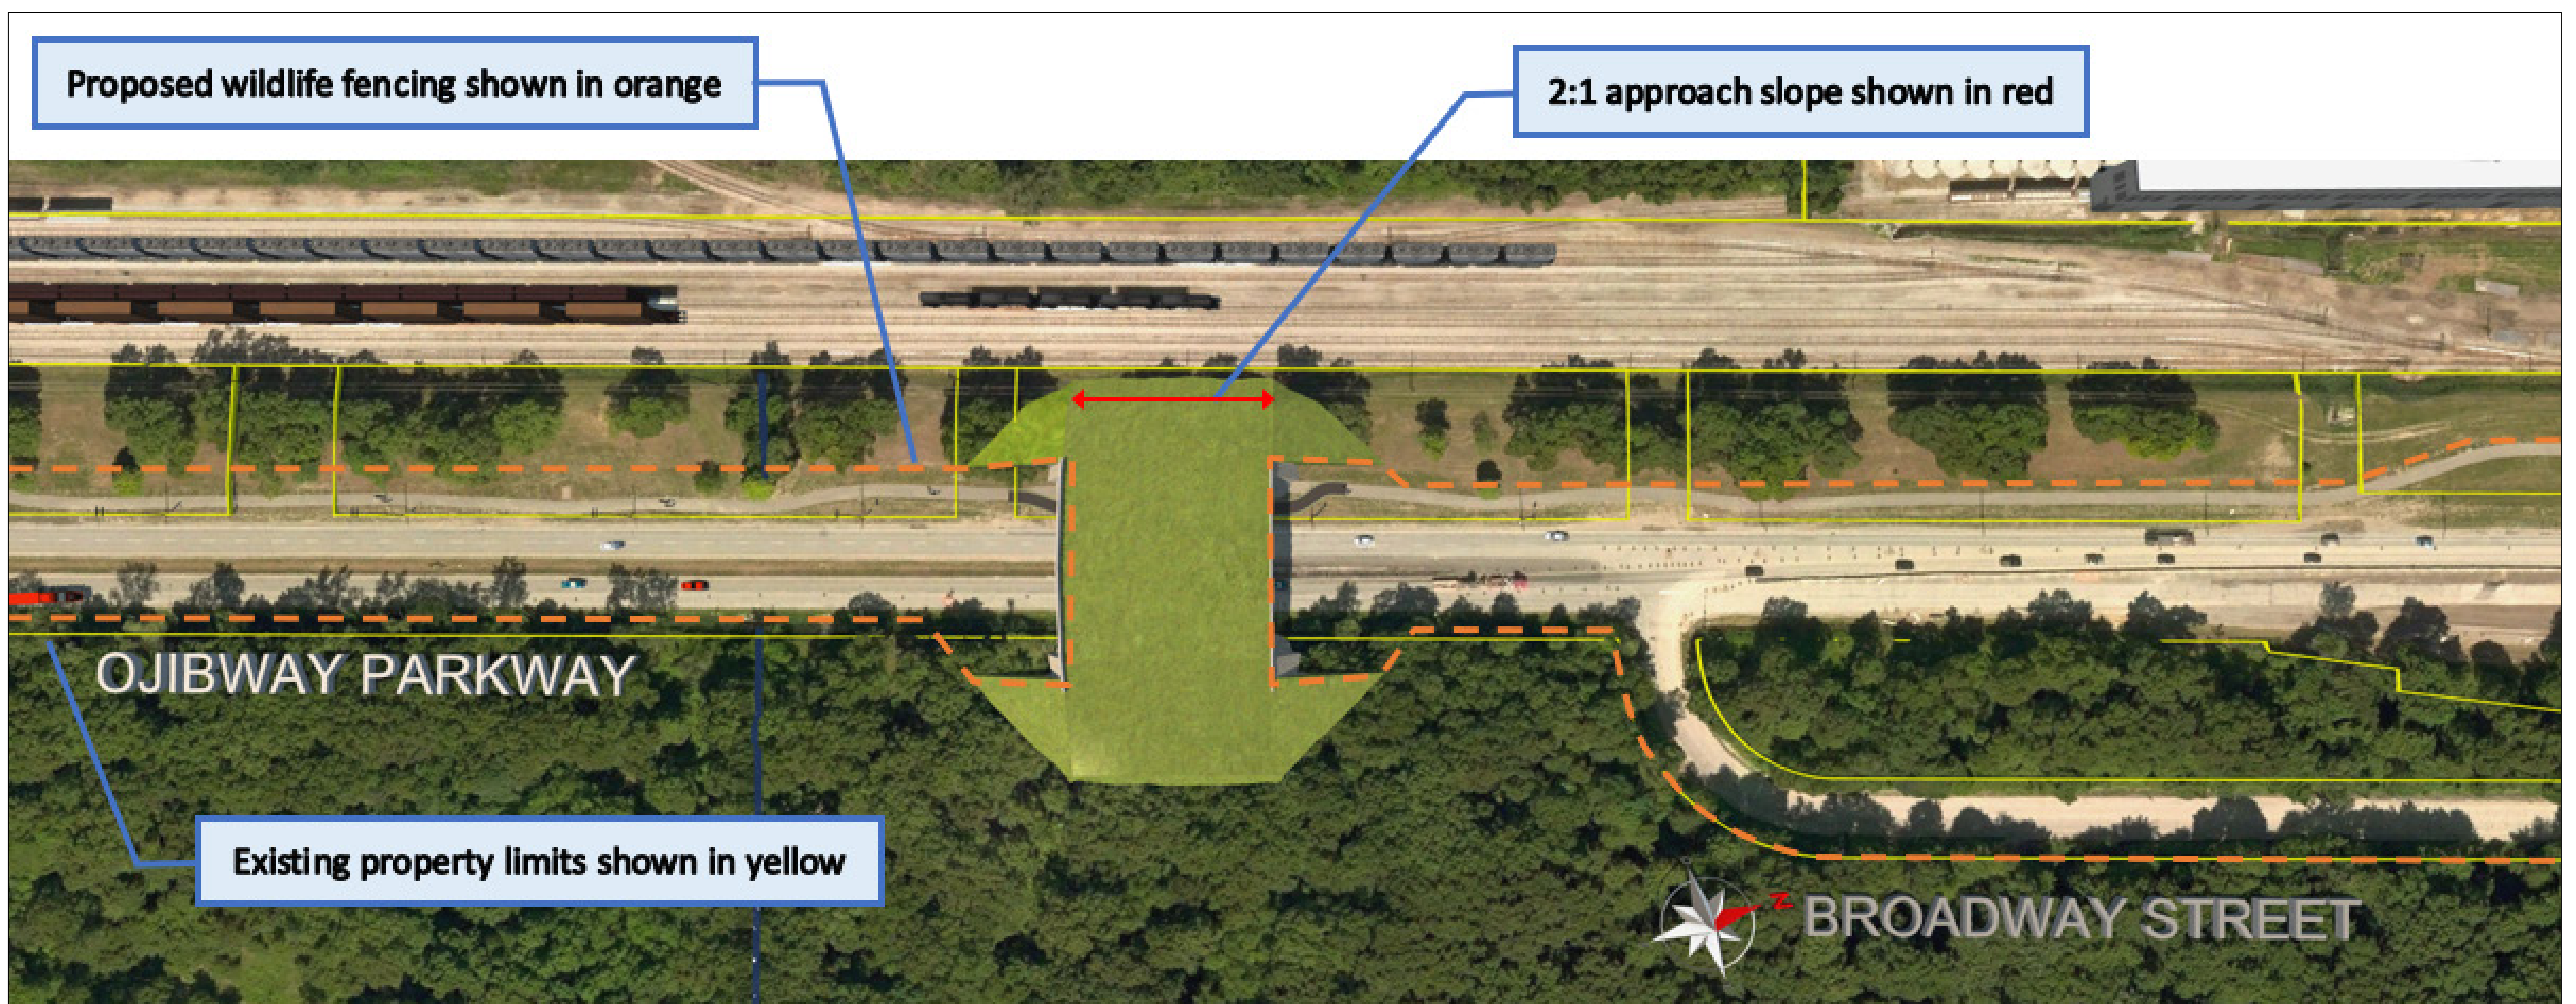 Proposed wildlife fencing shown in orange
2:1 approach slope shown in red
OJIBWAY PARKWAY
Existing property limits shown in yellow
N
BROADWAY STREET